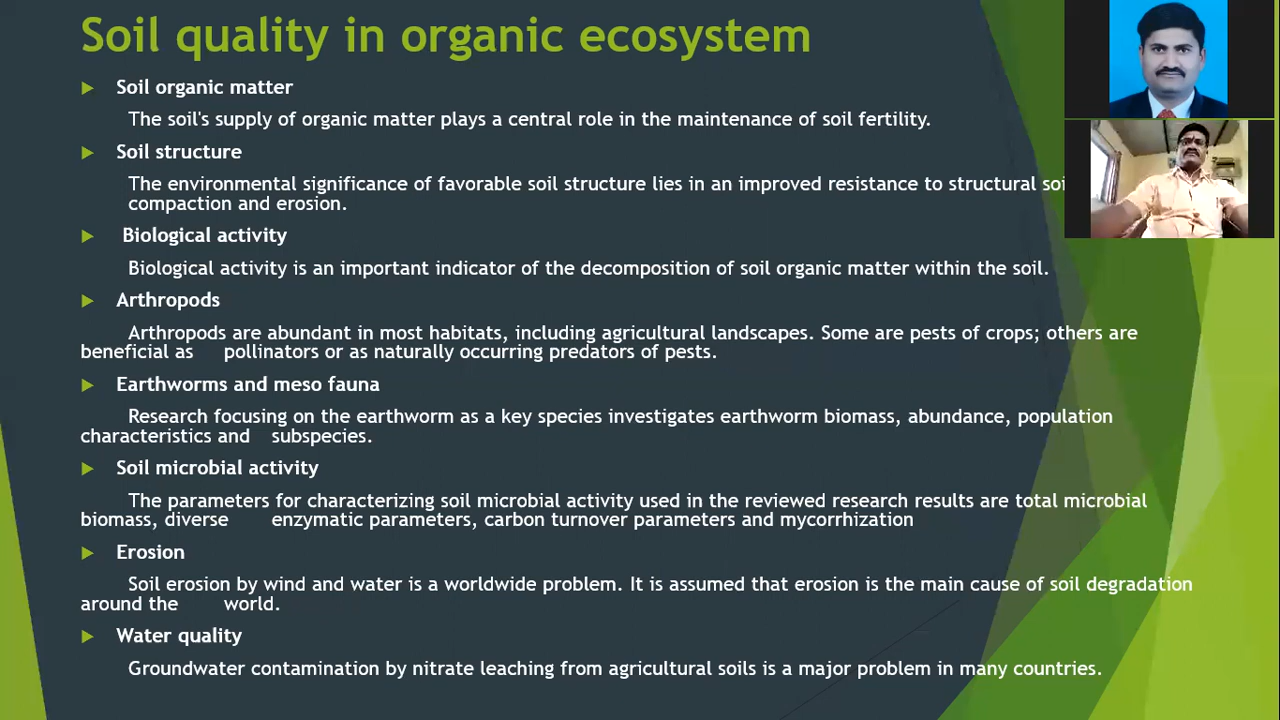 Soil quality in organic ecosystem
Soil organic matter
The soil's supply of organic matter plays a central role in the maintenance of soil fertility.
Soil structure
The environmental significance of favorable soil structure lies in an improved resistance to structural
compaction and erosion.
Biological activity
Biological activity is an important indicator of the decomposition of soil organic matter within the soil.
Arthropods
Arthropods are abundant in most habitats, including agricultural landscapes. Some are pests of crops; others are
beneficial as pollinators or as naturally occurring predators of pests.
Earthworms and meso fauna
Research focusing on the earthworm as a key species investigates earthworm biomass, abundance, population
characteristics and subspecies.
Soil microbial activity
The parameters for characterizing soil microbial activity used in the reviewed research results are total microbial
biomass, diverse enzymatic parameters, carbon turnover parameters and mycorrhization
Erosion
Soil erosion by wind and water is a worldwide problem. It is assumed that erosion is the main cause of soil degradation
around the world.
Water quality
Groundwater contamination by nitrate leaching from agricultural soils is a major problem in many countries.